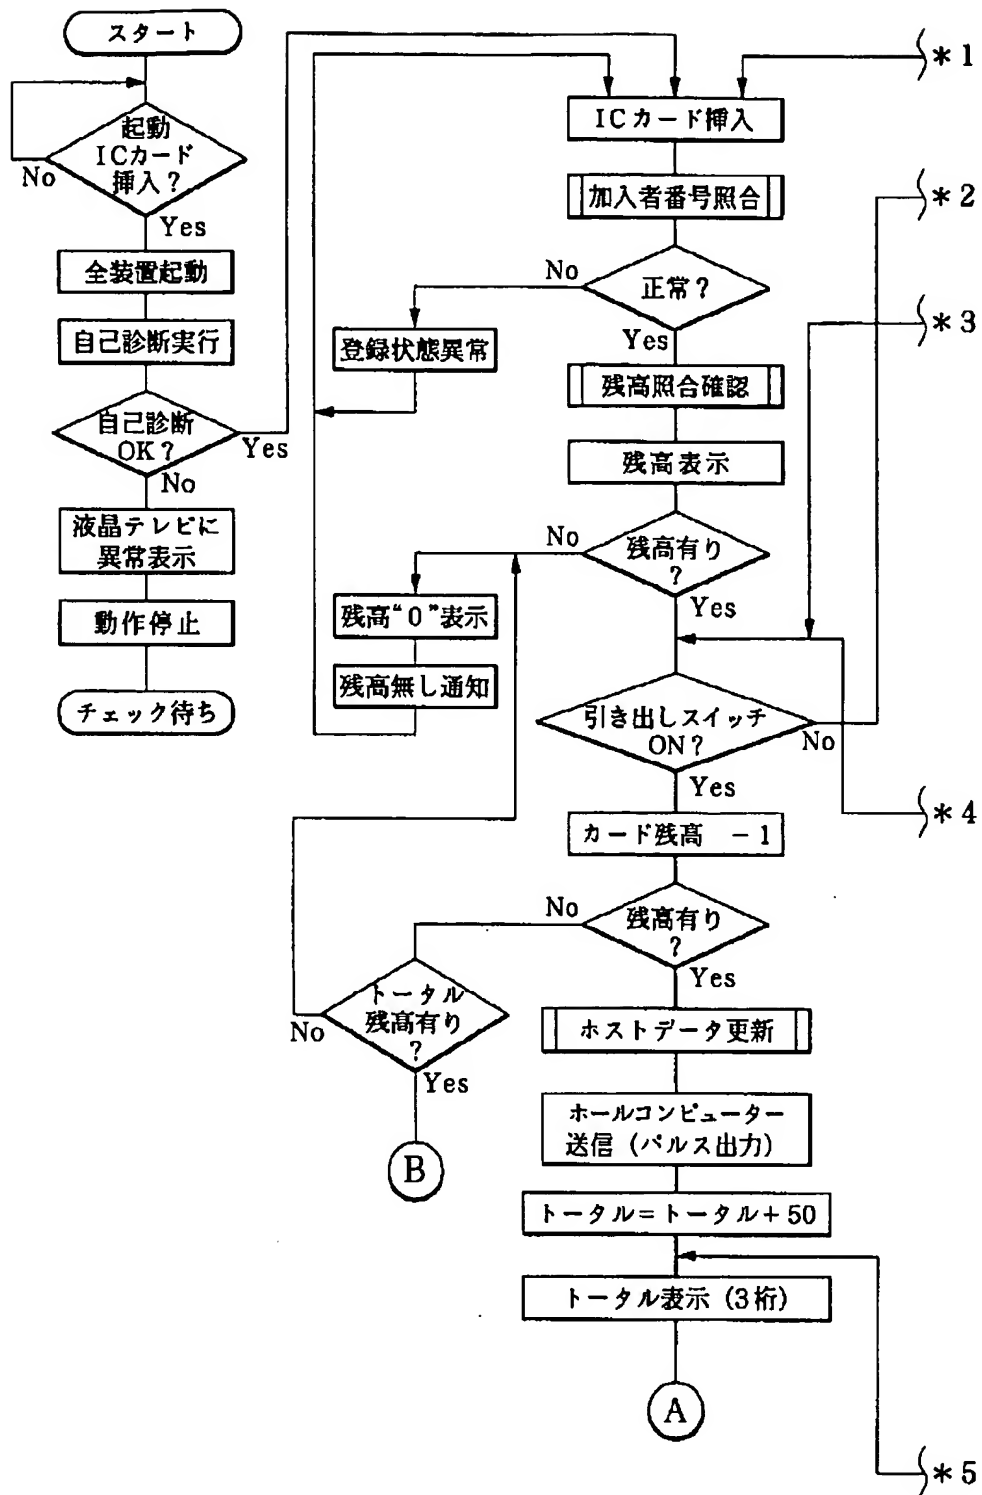 スタート
起動
ICカード
挿入?
No
Yes
全装置起動
自己診断実行
自己診断
OK?
Yes
No
液晶テレビに
異常表示
動作停止
チェック待ち
*1
ICカード挿入
加入者番号照合
*2
正常?
No
Yes
*3
登録状態異常
残高照合確認
残高表示
残高有り
?
No
Yes
残高“0”表示
残高無し通知
引き出しスイッチ
ON?
No
Yes
*4
カード残高 -1
残高有り
?
No
Yes
トータル
残高有り
?
No
Yes
B
ホストデータ更新
ホールコンピューター
送信(パルス出力)
トータル=トータル+50
トータル表示(3桁)
A
*5